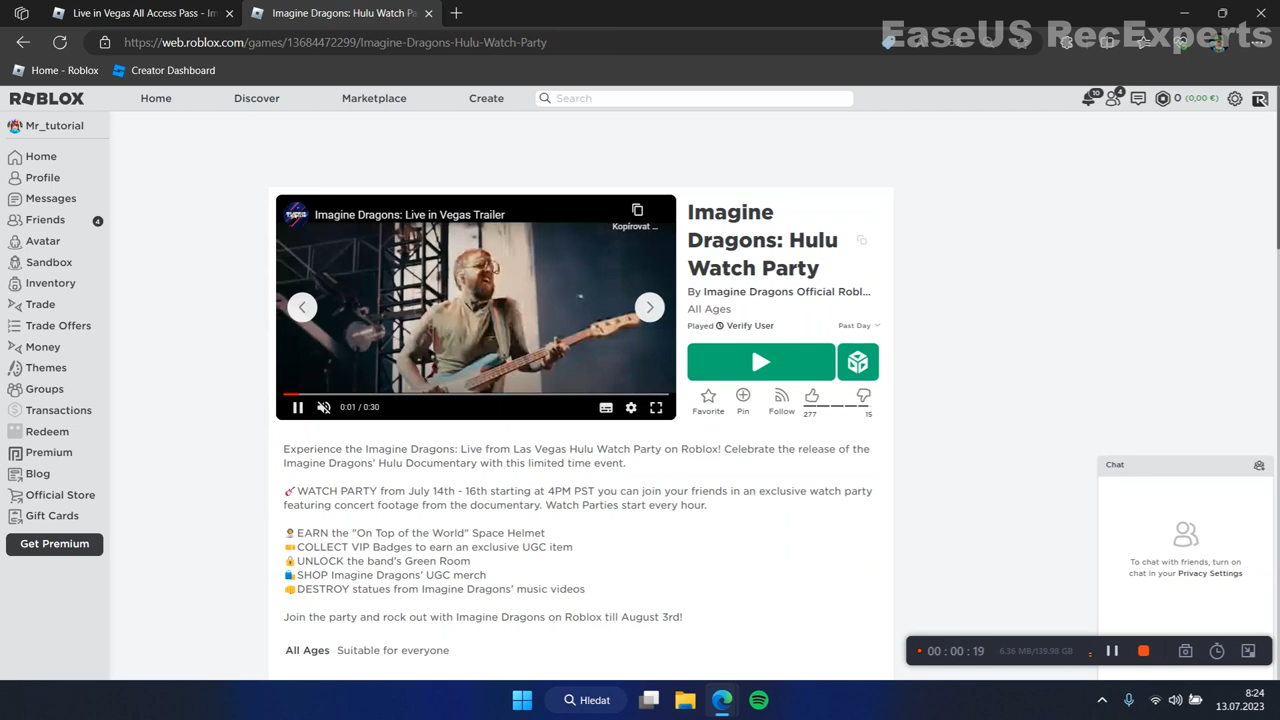 Live in Vegas All Access Pass - Im
Imagine Dragons: Hulu Watch Pa
EaseUS RecExperts
https://web.roblox.com/games/13684472299/Imagine-Dragons-Hulu-Watch-Party
Home - Roblox
Creator Dashboard
ROBLOX
Home
Discover
Marketplace
Create
Search
10
4
0
(0,00 €)
Mr_tutorial
Home
Profile
Messages
Friends
4
Avatar
Sandbox
Inventory
Trade
Trade Offers
Money
Themes
Groups
Transactions
Redeem
Premium
Blog
Official Store
Gift Cards
Get Premium
Imagine Dragons: Live in Vegas Trailer
Kopírovat ...
0:01 / 0:30
Imagine
Dragons: Hulu
Watch Party
By Imagine Dragons Official Robl...
All Ages
Played Verify User
Past Day
Favorite
Pin
Follow
277
15
Experience the Imagine Dragons: Live from Las Vegas Hulu Watch Party on Roblox! Celebrate the release of the
Imagine Dragons' Hulu Documentary with this limited time event.
🎸WATCH PARTY from July 14th - 16th starting at 4PM PST you can join your friends in an exclusive watch party
featuring concert footage from the documentary. Watch Parties start every hour.
👨‍🚀EARN the "On Top of the World" Space Helmet
🎫COLLECT VIP Badges to earn an exclusive UGC item
🔓UNLOCK the band's Green Room
🛍️SHOP Imagine Dragons' UGC merch
👊DESTROY statues from Imagine Dragons' music videos
Join the party and rock out with Imagine Dragons on Roblox till August 3rd!
All Ages Suitable for everyone
Chat
To chat with friends, turn on
chat in your Privacy Settings
00 : 00 : 19
6.36 MB/139.98 GB
Hledat
8:24
13.07.2023